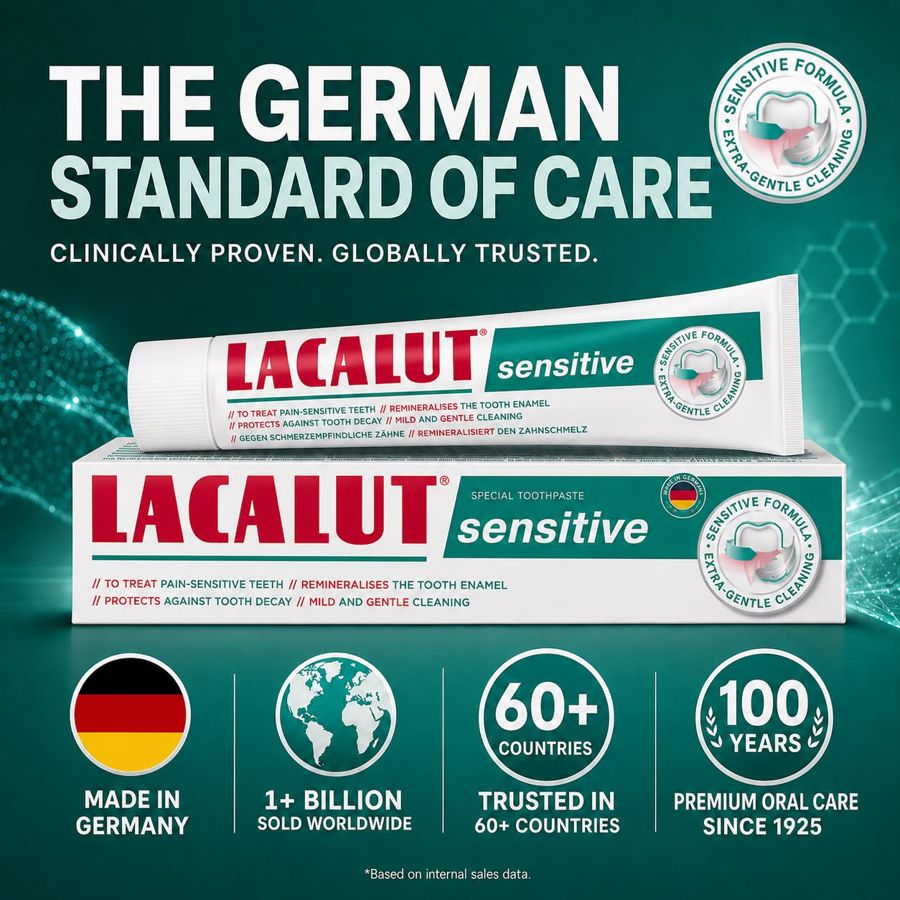 THE GERMAN
STANDARD OF CARE
CLINICALLY PROVEN. GLOBALLY TRUSTED.
SENSITIVE FORMULA
EXTRA-GENTLE CLEANING
LACALUT® sensitive
// TO TREAT PAIN-SENSITIVE TEETH // REMINERALISES THE TOOTH ENAMEL
// PROTECTS AGAINST TOOTH DECAY // MILD AND GENTLE CLEANING
// GEGEN SCHMERZEMPFINDLICHE ZÄHNE // REMINERALISIERT DEN ZAHNSCHMELZ
SENSITIVE FORMULA
EXTRA-GENTLE CLEANING
LACALUT®
SPECIAL TOOTHPASTE
sensitive
MADE IN GERMANY
// TO TREAT PAIN-SENSITIVE TEETH // REMINERALISES THE TOOTH ENAMEL
// PROTECTS AGAINST TOOTH DECAY // MILD AND GENTLE CLEANING
SENSITIVE FORMULA
EXTRA-GENTLE CLEANING
MADE IN
GERMANY
1+ BILLION
SOLD WORLDWIDE
60+
COUNTRIES
TRUSTED IN
60+ COUNTRIES
100
YEARS
PREMIUM ORAL CARE
SINCE 1925
*Based on internal sales data.